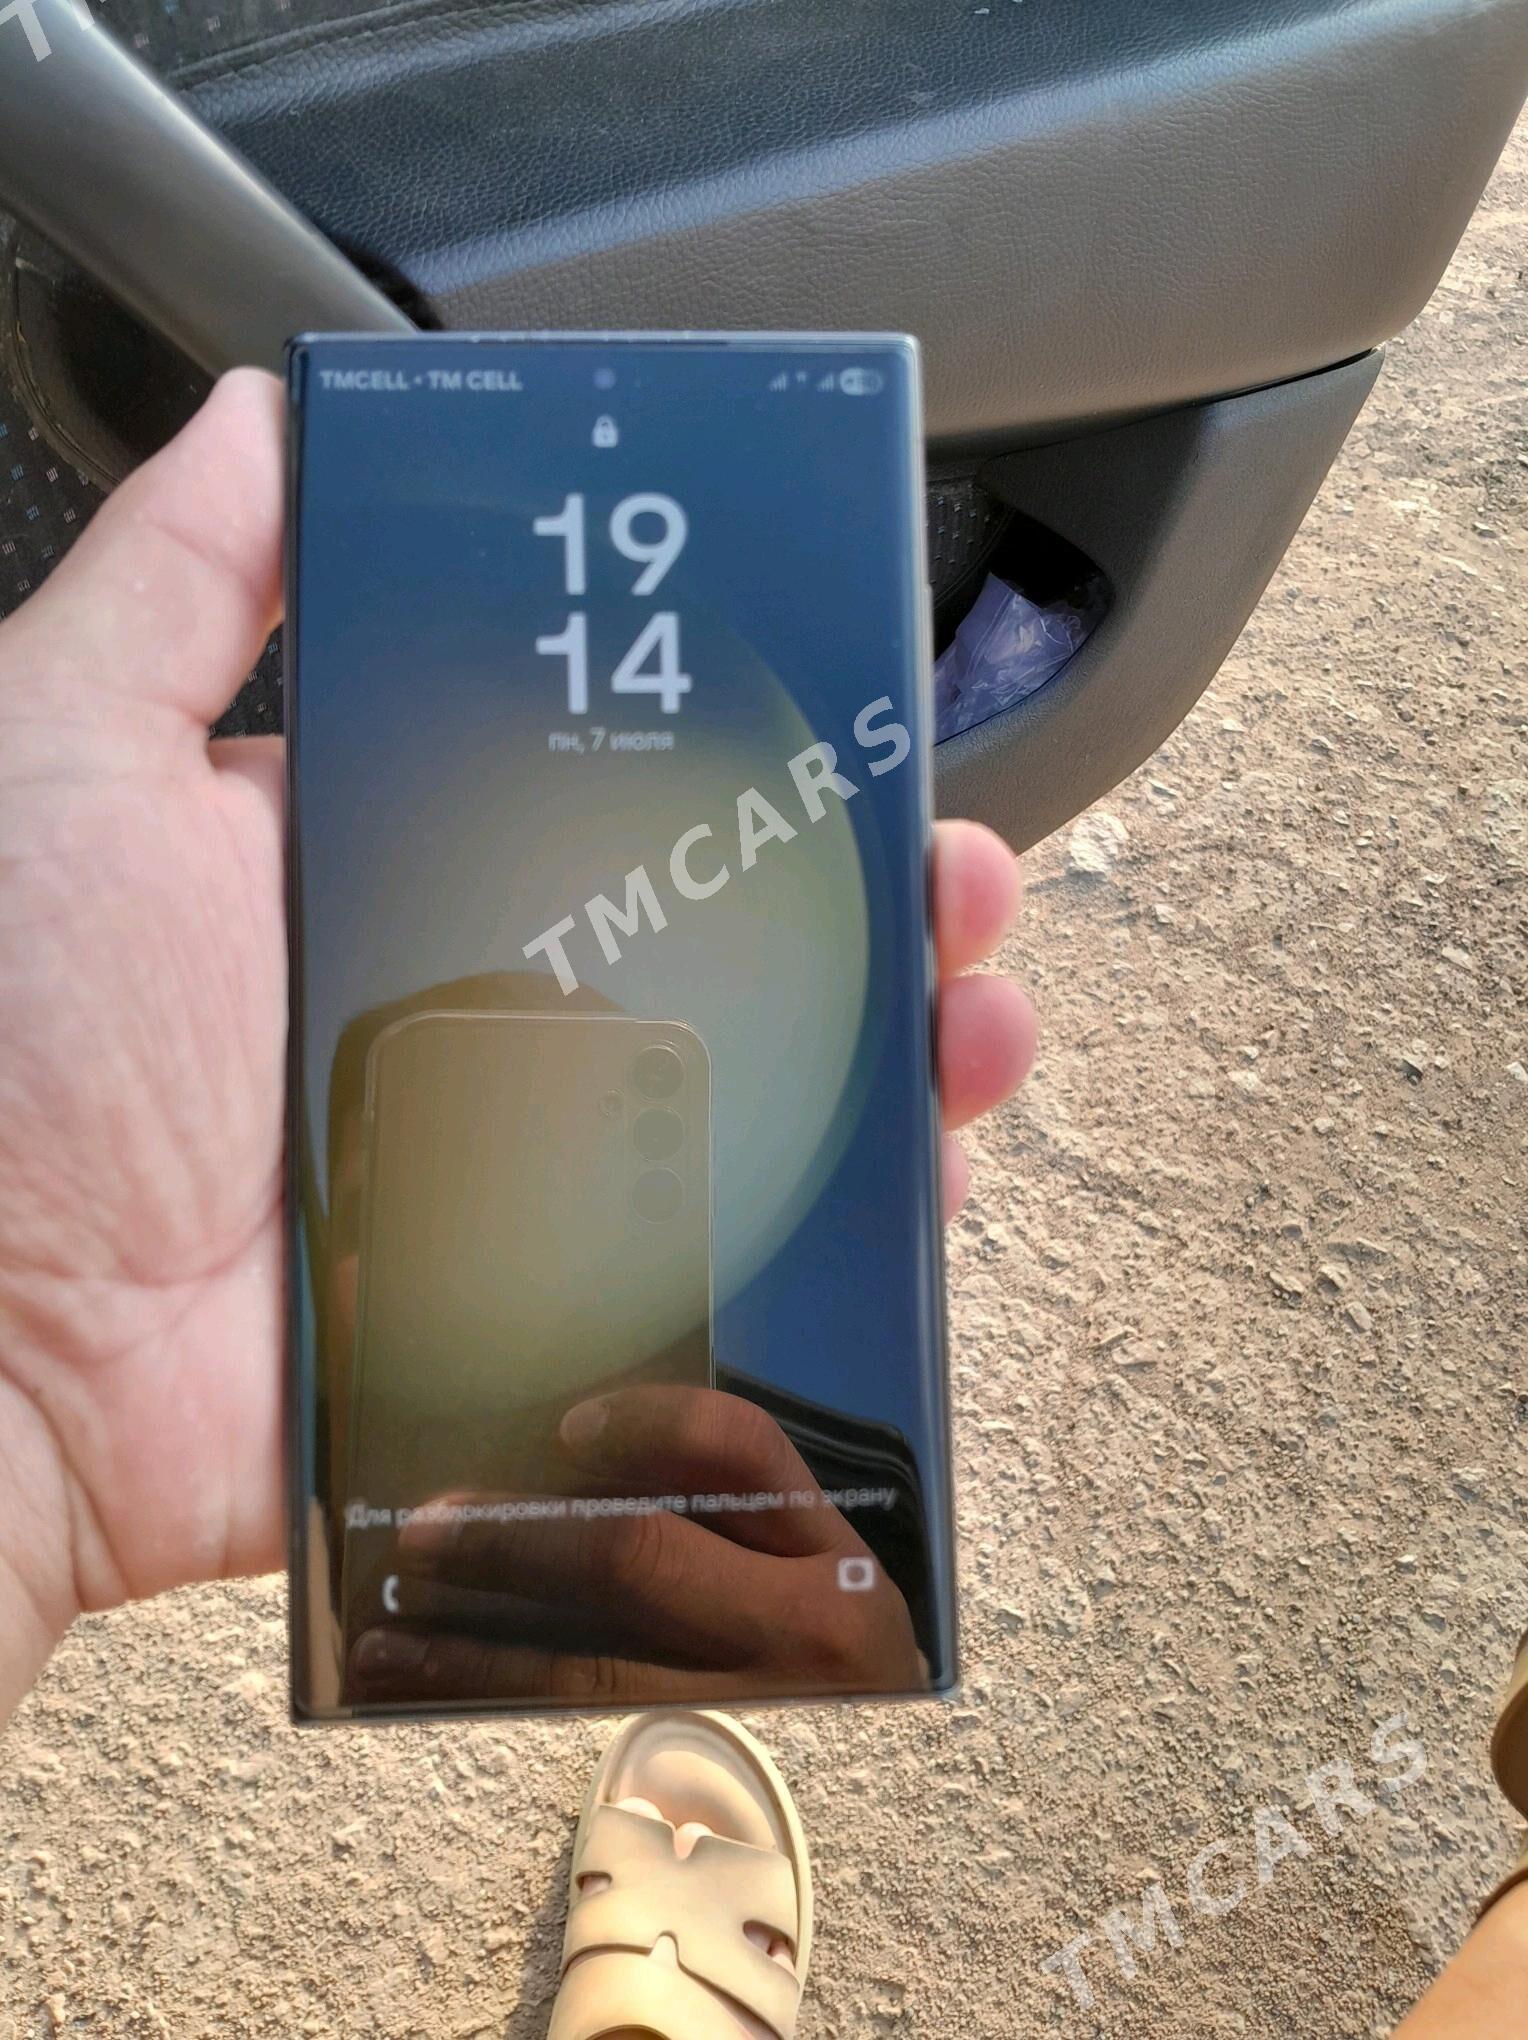 TMCELL • TM CELL
19
14
пн, 7 июля
TMCARS
Для разблокировки проведите пальцем по экрану
TMCARS